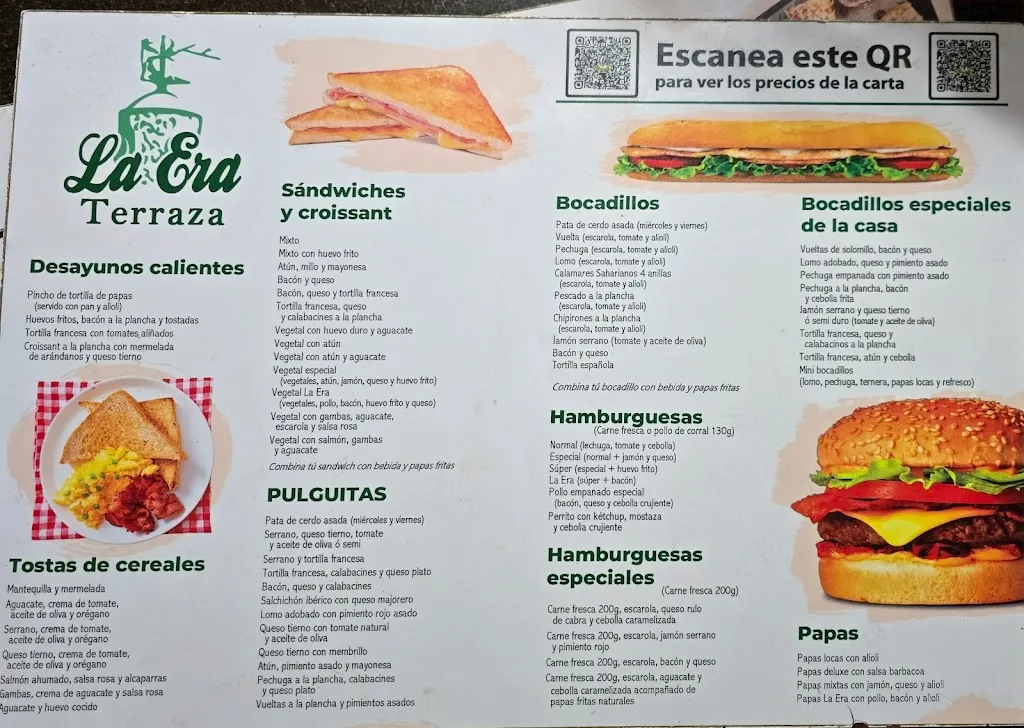 La Era
Terraza
Desayunos calientes
Pincho de tortilla de papas
(servido con pan y alioli)
Huevos fritos, bacón a la plancha y tostadas
Tortilla francesa con tomates aliñados
Croissant a la plancha con mermelada
de arándanos y queso tierno
Tostas de cereales
Mantequilla y mermelada
Aguacate, crema de tomate,
aceite de oliva y orégano
Serrano, crema de tomate,
aceite de oliva y orégano
Queso tierno, crema de tomate,
aceite de oliva y orégano
Salmón ahumado, salsa rosa y alcaparras
Gambas, crema de aguacate y salsa rosa
Aguacate y huevo cocido
Sándwiches
y croissant
Mixto
Mixto con huevo frito
Atún, millo y mayonesa
Bacón y queso
Bacón, queso y tortilla francesa
Tortilla francesa, queso
y calabacines a la plancha
Vegetal con huevo duro y aguacate
Vegetal con atún
Vegetal con atún y aguacate
Vegetal especial
(vegetales, atún, jamón, queso y huevo frito)
Vegetal La Era
(vegetales, pollo, bacón, huevo frito y queso)
Vegetal con gambas, aguacate,
escarola y salsa rosa
Vegetal con salmón, gambas
y aguacate
Combina tú sandwich con bebida y papas fritas
PULGUITAS
Pata de cerdo asada (miércoles y viernes)
Serrano, queso tierno, tomate
y aceite de oliva ó semi
Serrano y tortilla francesa
Tortilla francesa, calabacines y queso plato
Bacón, queso y calabacines
Salchichón ibérico con queso majorero
Lomo adobado con pimiento rojo asado
Queso tierno con tomate natural
y aceite de oliva
Queso tierno con membrillo
Atún, pimiento asado y mayonesa
Pechuga a la plancha, calabacines
y queso plato
Vueltas a la plancha y pimientos asados
Escanea este QR
para ver los precios de la carta
Bocadillos
Pata de cerdo asada (miércoles y viernes)
Vuelta (escarola, tomate y alioli)
Pechuga (escarola, tomate y alioli)
Lomo (escarola, tomate y alioli)
Calamares Saharianos 4 anillas
(escarola, tomate y alioli)
Pescado a la plancha
(escarola, tomate y alioli)
Chipirones a la plancha
(escarola, tomate y alioli)
Jamón serrano (tomate y aceite de oliva)
Bacón y queso
Tortilla española
Combina tú bocadillo con bebida y papas fritas
Hamburguesas
(Carne fresca o pollo de corral 130g)
Normal (lechuga, tomate y cebolla)
Especial (normal + jamón y queso)
Súper (especial + huevo frito)
La Era (súper + bacón)
Pollo empanado especial
(bacón, queso y cebolla crujiente)
Perrito con kétchup, mostaza
y cebolla crujiente
Hamburguesas
especiales
(Carne fresca 200g)
Carne fresca 200g, escarola, queso rulo
de cabra y cebolla caramelizada
Carne fresca 200g, escarola, jamón serrano
y pimiento rojo
Carne fresca 200g, escarola, bacón y queso
Carne fresca 200g, escarola, aguacate y
cebolla caramelizada acompañado de
papas fritas naturales
Bocadillos especiales
de la casa
Vueltas de solomillo, bacón y queso
Lomo adobado, queso y pimiento asado
Pechuga empanada con pimiento asado
Pechuga a la plancha, bacón
y cebolla frita
Jamón serrano y queso tierno
ó semi duro (tomate y aceite de oliva)
Tortilla francesa, queso y
calabacines a la plancha
Tortilla francesa, atún y cebolla
Mini bocadillos
(lomo, pechuga, ternera, papas locas y refresco)
Papas
Papas locas con alioli
Papas deluxe con salsa barbacoa
Papas mixtas con jamón, queso y alioli
Papas La Era con pollo, bacón y alioli